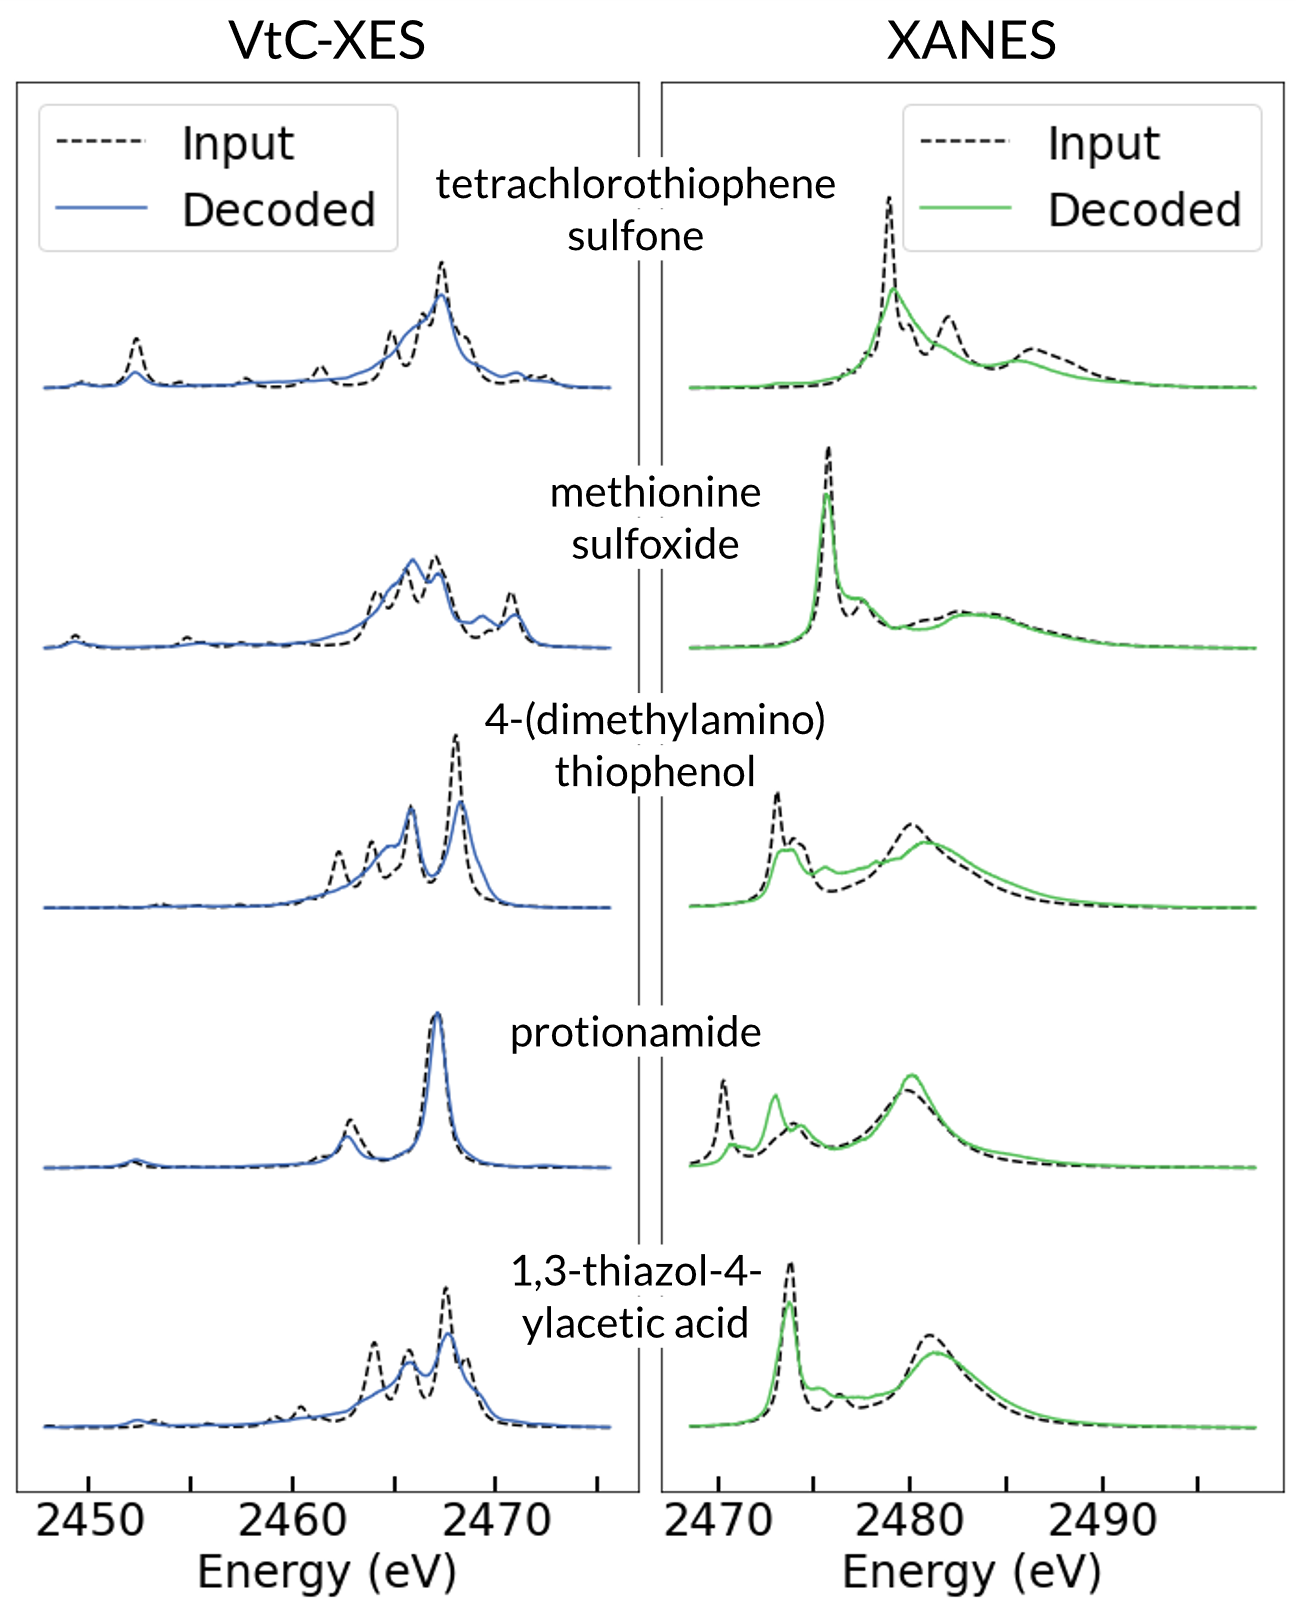 VtC-XES
XANES
Input
Decoded
Input
Decoded
tetrachlorothiophene
sulfone
methionine
sulfoxide
4-(dimethylamino)
thiophenol
protionamide
1,3-thiazol-4-
ylacetic acid
2450 2460 2470
2470 2480 2490
Energy (eV)
Energy (eV)